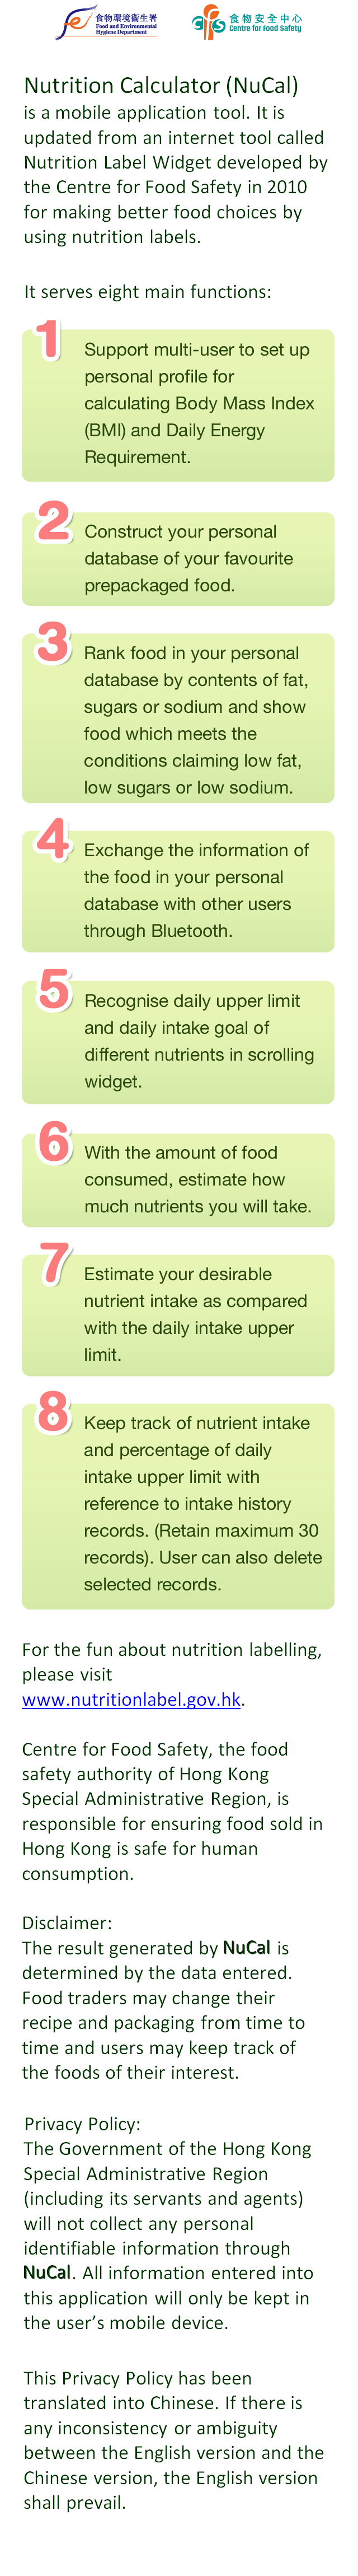 食物環境衞生署
Food and Environmental
Hygiene Department
cfs
食物安全中心
Centre for Food Safety
Nutrition Calculator (NuCal)
is a mobile application tool. It is
updated from an internet tool called
Nutrition Label Widget developed by
the Centre for Food Safety in 2010
for making better food choices by
using nutrition labels.
It serves eight main functions:
1
Support multi-user to set up
personal profile for
calculating Body Mass Index
(BMI) and Daily Energy
Requirement.
2
Construct your personal
database of your favourite
prepackaged food.
3
Rank food in your personal
database by contents of fat,
sugars or sodium and show
food which meets the
conditions claiming low fat,
low sugars or low sodium.
4
Exchange the information of
the food in your personal
database with other users
through Bluetooth.
5
Recognise daily upper limit
and daily intake goal of
different nutrients in scrolling
widget.
6
With the amount of food
consumed, estimate how
much nutrients you will take.
7
Estimate your desirable
nutrient intake as compared
with the daily intake upper
limit.
8
Keep track of nutrient intake
and percentage of daily
intake upper limit with
reference to intake history
records. (Retain maximum 30
records). User can also delete
selected records.
For the fun about nutrition labelling,
please visit
www.nutritionlabel.gov.hk.
Centre for Food Safety, the food
safety authority of Hong Kong
Special Administrative Region, is
responsible for ensuring food sold in
Hong Kong is safe for human
consumption.
Disclaimer:
The result generated by NuCal is
determined by the data entered.
Food traders may change their
recipe and packaging from time to
time and users may keep track of
the foods of their interest.
Privacy Policy:
The Government of the Hong Kong
Special Administrative Region
(including its servants and agents)
will not collect any personal
identifiable information through
NuCal. All information entered into
this application will only be kept in
the user's mobile device.
This Privacy Policy has been
translated into Chinese. If there is
any inconsistency or ambiguity
between the English version and the
Chinese version, the English version
shall prevail.